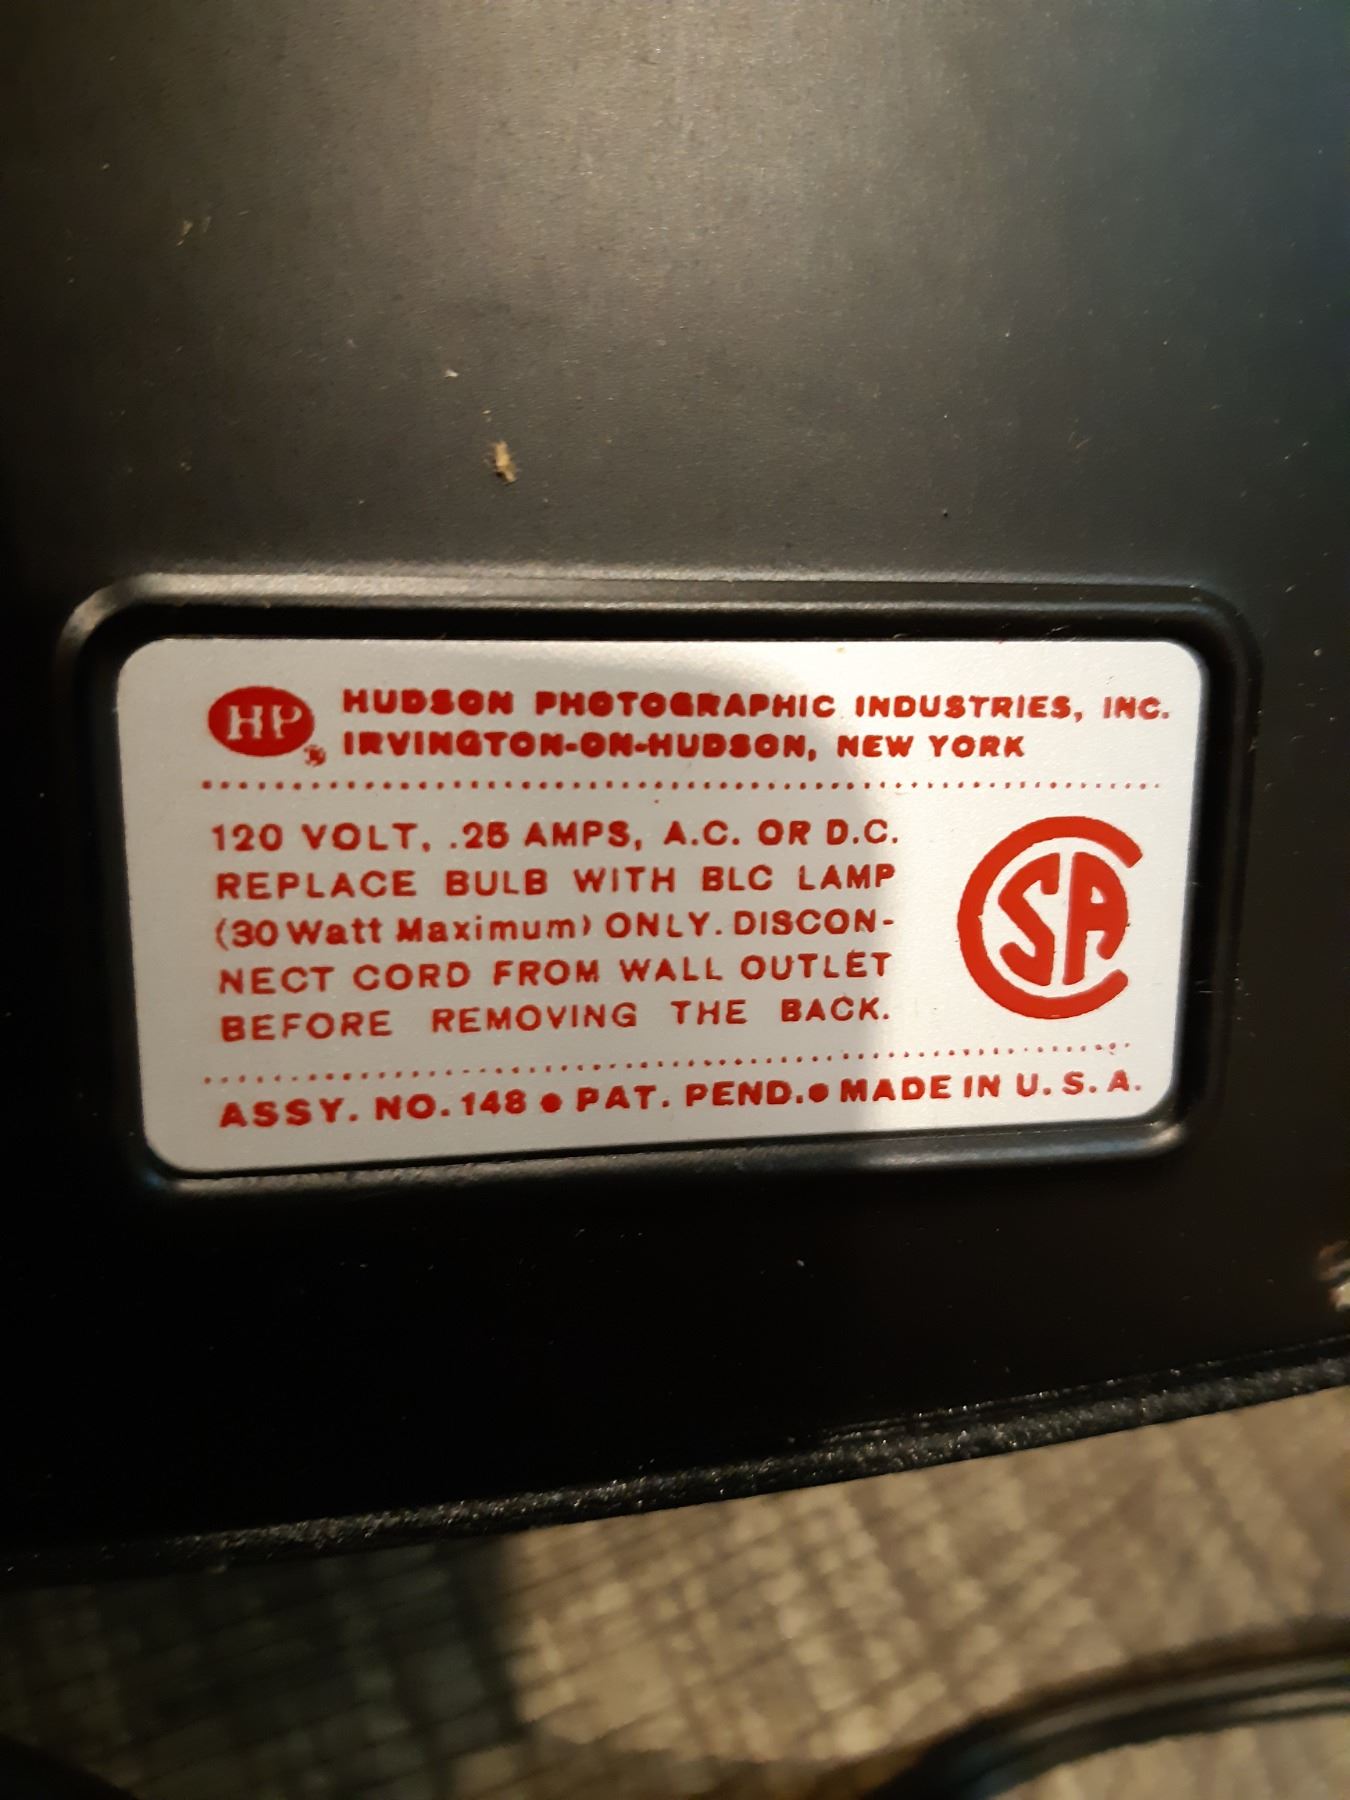 HP ® HUDSON PHOTOGRAPHIC INDUSTRIES, INC.
IRVINGTON-ON-HUDSON, NEW YORK
120 VOLT, .25 AMPS, A.C. OR D.C.
REPLACE BULB WITH BLC LAMP
(30 Watt Maximum) ONLY. DISCON-
NECT CORD FROM WALL OUTLET
BEFORE REMOVING THE BACK.
CSA
ASSY. NO. 148 ● PAT. PEND. ● MADE IN U. S. A.